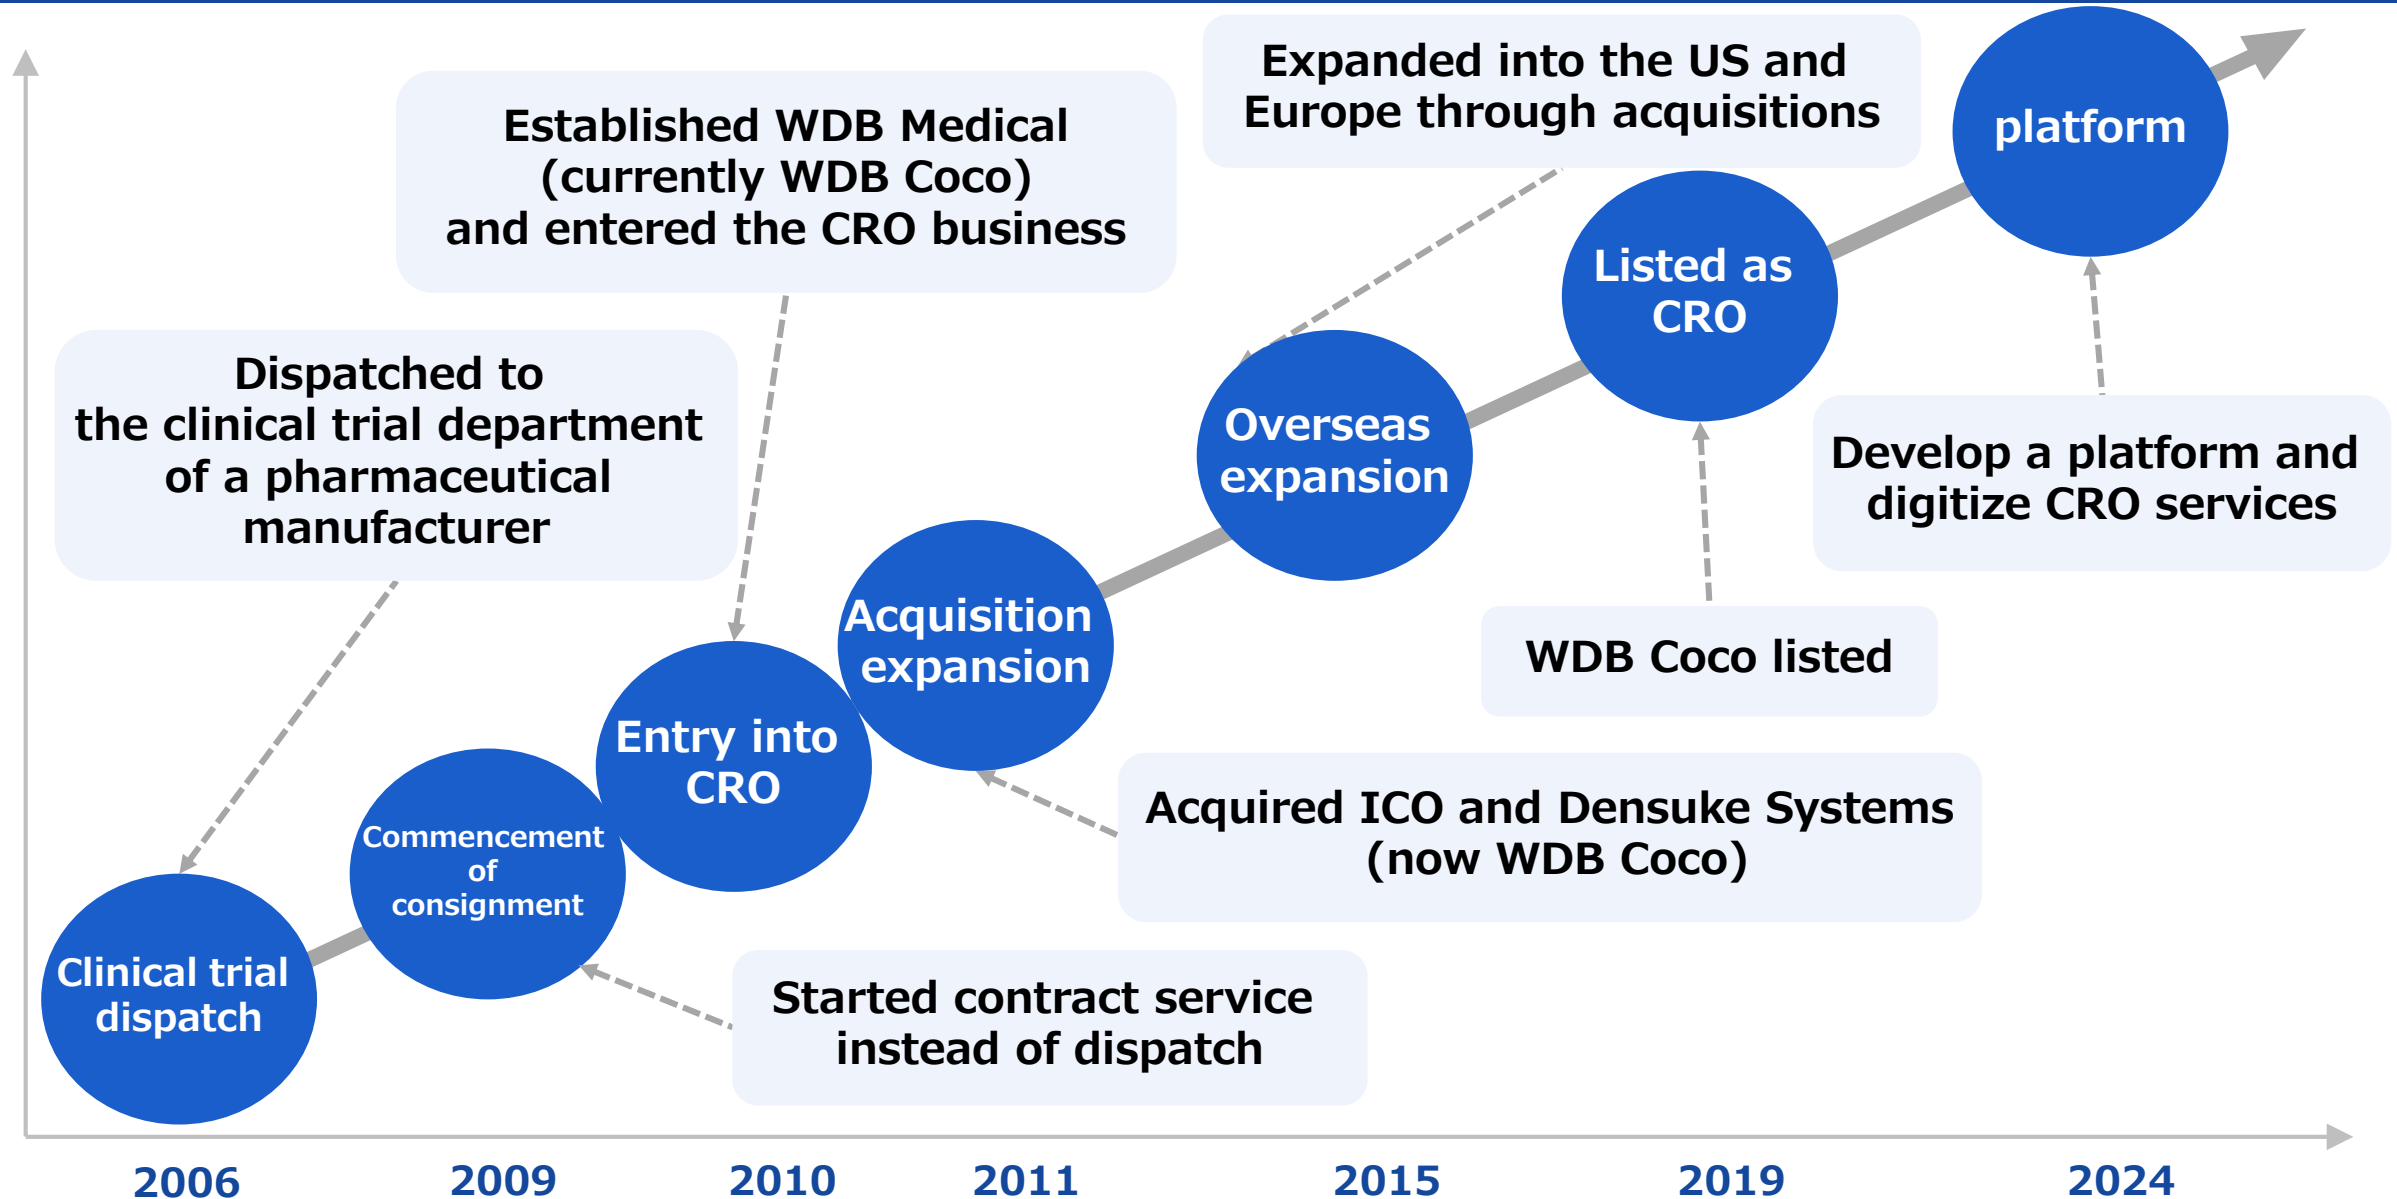 Expanded into the US and
Europe through acquisitions
platform
Established WDB Medical
(currently WDB Coco)
and entered the CRO business
Listed as
CRO
Dispatched to
the clinical trial department
of a pharmaceutical
manufacturer
Overseas
expansion
Develop a platform and
digitize CRO services
Acquisition
expansion
WDB Coco listed
Entry into
CRO
Acquired ICO and Densuke Systems
(now WDB Coco)
Commencement
of
consignment
Clinical trial
dispatch
Started contract service
instead of dispatch
2006
2009
2010
2011
2015
2019
2024